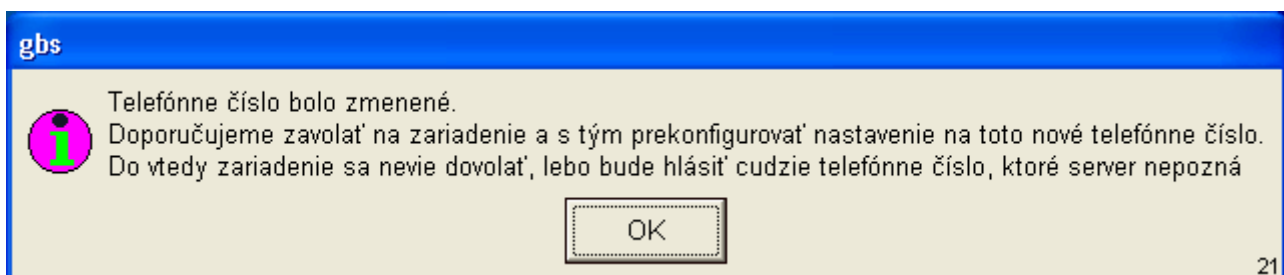 gbs
Telefónne číslo bolo zmenené.
Doporučujeme zavolať na zariadenie a s tým prekonfigurovať nastavenie na toto nové telefónne číslo.
Do vtedy zariadenie sa nevie dovolať, lebo bude hlásiť cudzie telefónne číslo, ktoré server nepozná
OK
21